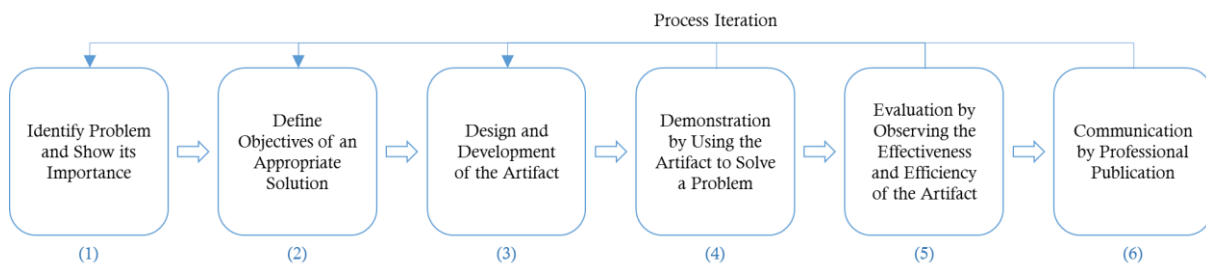 Process Iteration
Identify Problem
and Show its
Importance
Define
Objectives of an
Appropriate
Solution
Design and
Development
of the Artifact
Demonstration
by Using the
Artifact to Solve
a Problem
Evaluation by
Observing the
Effectiveness
and Efficiency
of the Artifact
Communication
by Professional
Publication
(1)
(2)
(3)
(4)
(5)
(6)